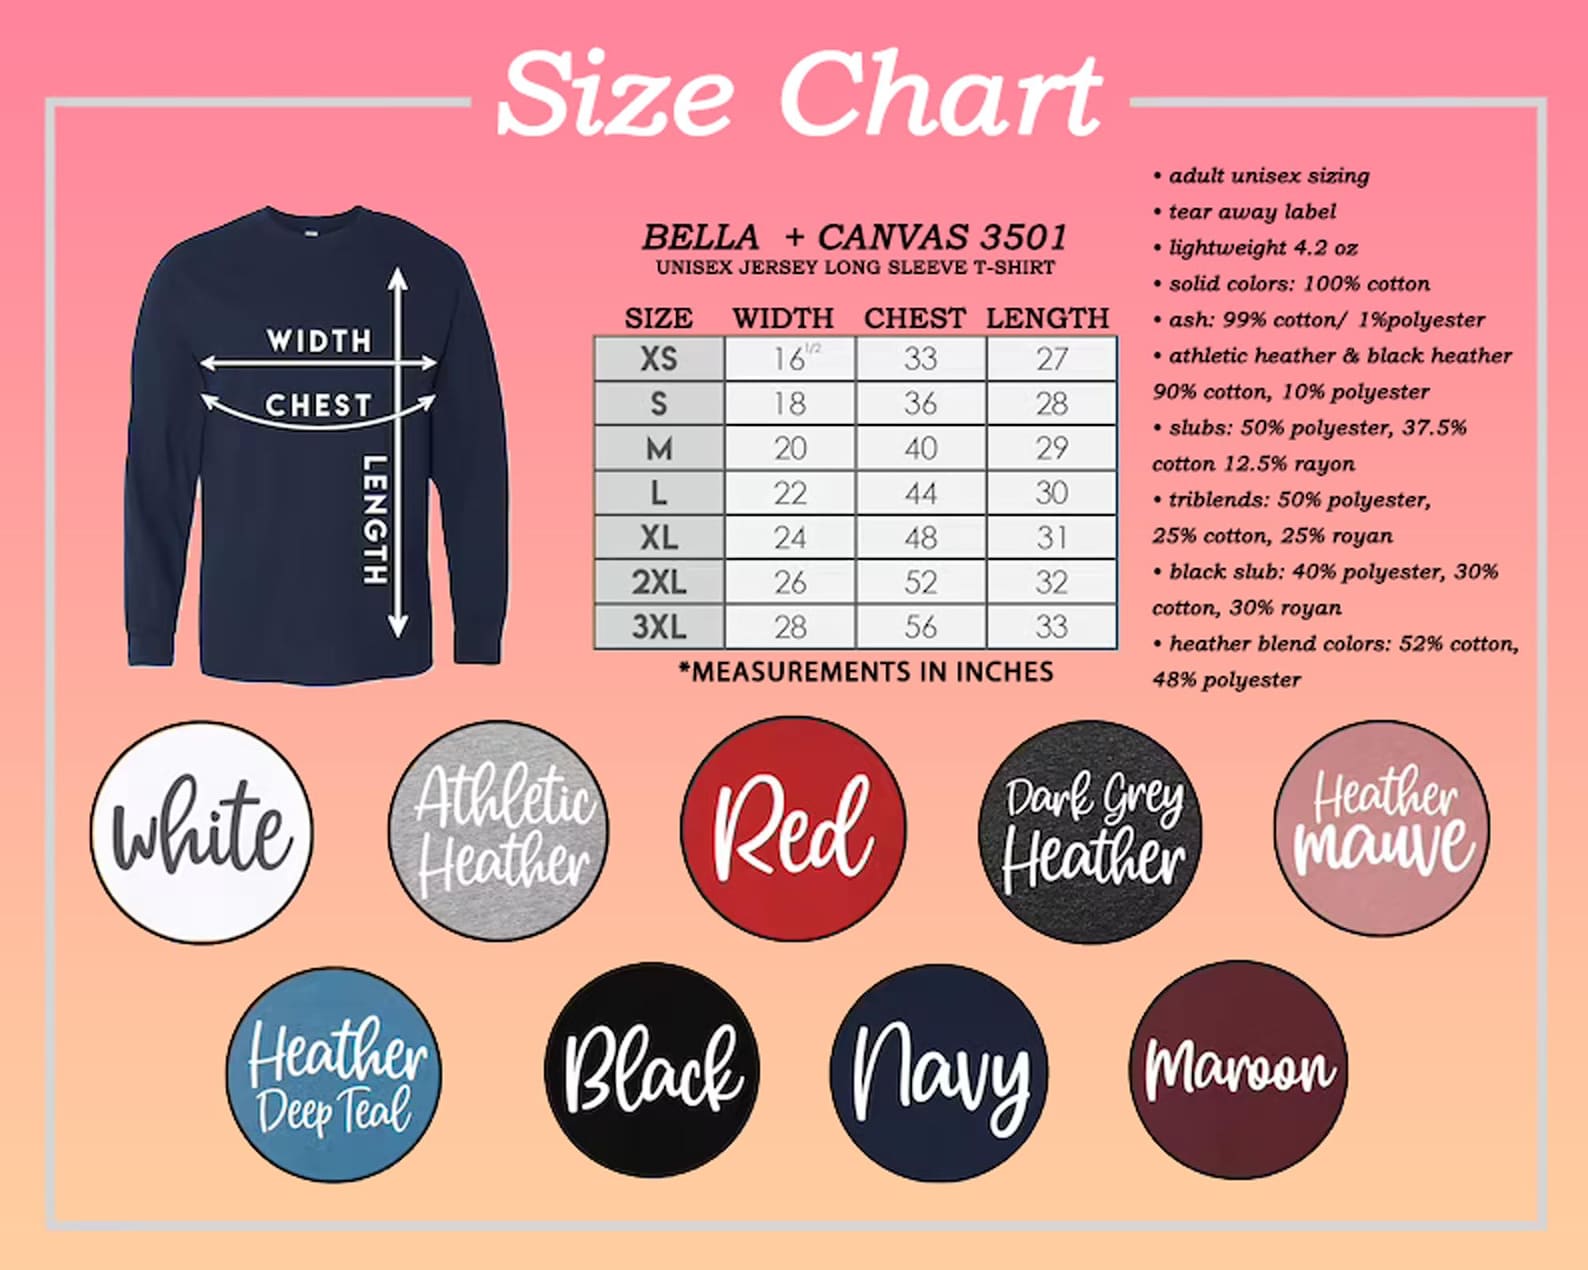 Size Chart
• adult unisex sizing
• tear away label
• lightweight 4.2 oz
• solid colors: 100% cotton
• ash: 99% cotton/ 1%polyester
• athletic heather & black heather
90% cotton, 10% polyester
• slubs: 50% polyester, 37.5%
cotton 12.5% rayon
• triblends: 50% polyester,
25% cotton, 25% royan
• black slub: 40% polyester, 30%
cotton, 30% royan
• heather blend colors: 52% cotton,
48% polyester
BELLA + CANVAS 3501
UNISEX JERSEY LONG SLEEVE T-SHIRT
SIZE WIDTH CHEST LENGTH
XS 16 1/2 33 27
S 18 36 28
M 20 40 29
L 22 44 30
XL 24 48 31
2XL 26 52 32
3XL 28 56 33
*MEASUREMENTS IN INCHES
WIDTH
CHEST
LENGTH
White
Athletic
Heather
Red
Dark Grey
Heather
Heather
mauve
Heather
Deep Teal
Black
Navy
Maroon